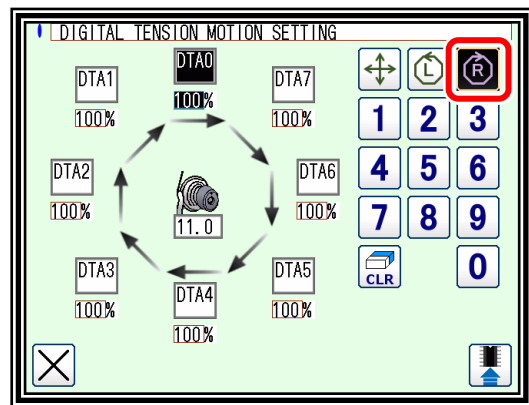 DIGITAL TENSION MOTION SETTING
DTA0
100%
DTA1
100%
DTA7
100%
DTA2
100%
DTA6
100%
11.0
DTA3
100%
DTA5
100%
DTA4
100%
L R
1 2 3
4 5 6
7 8 9
CLR 0